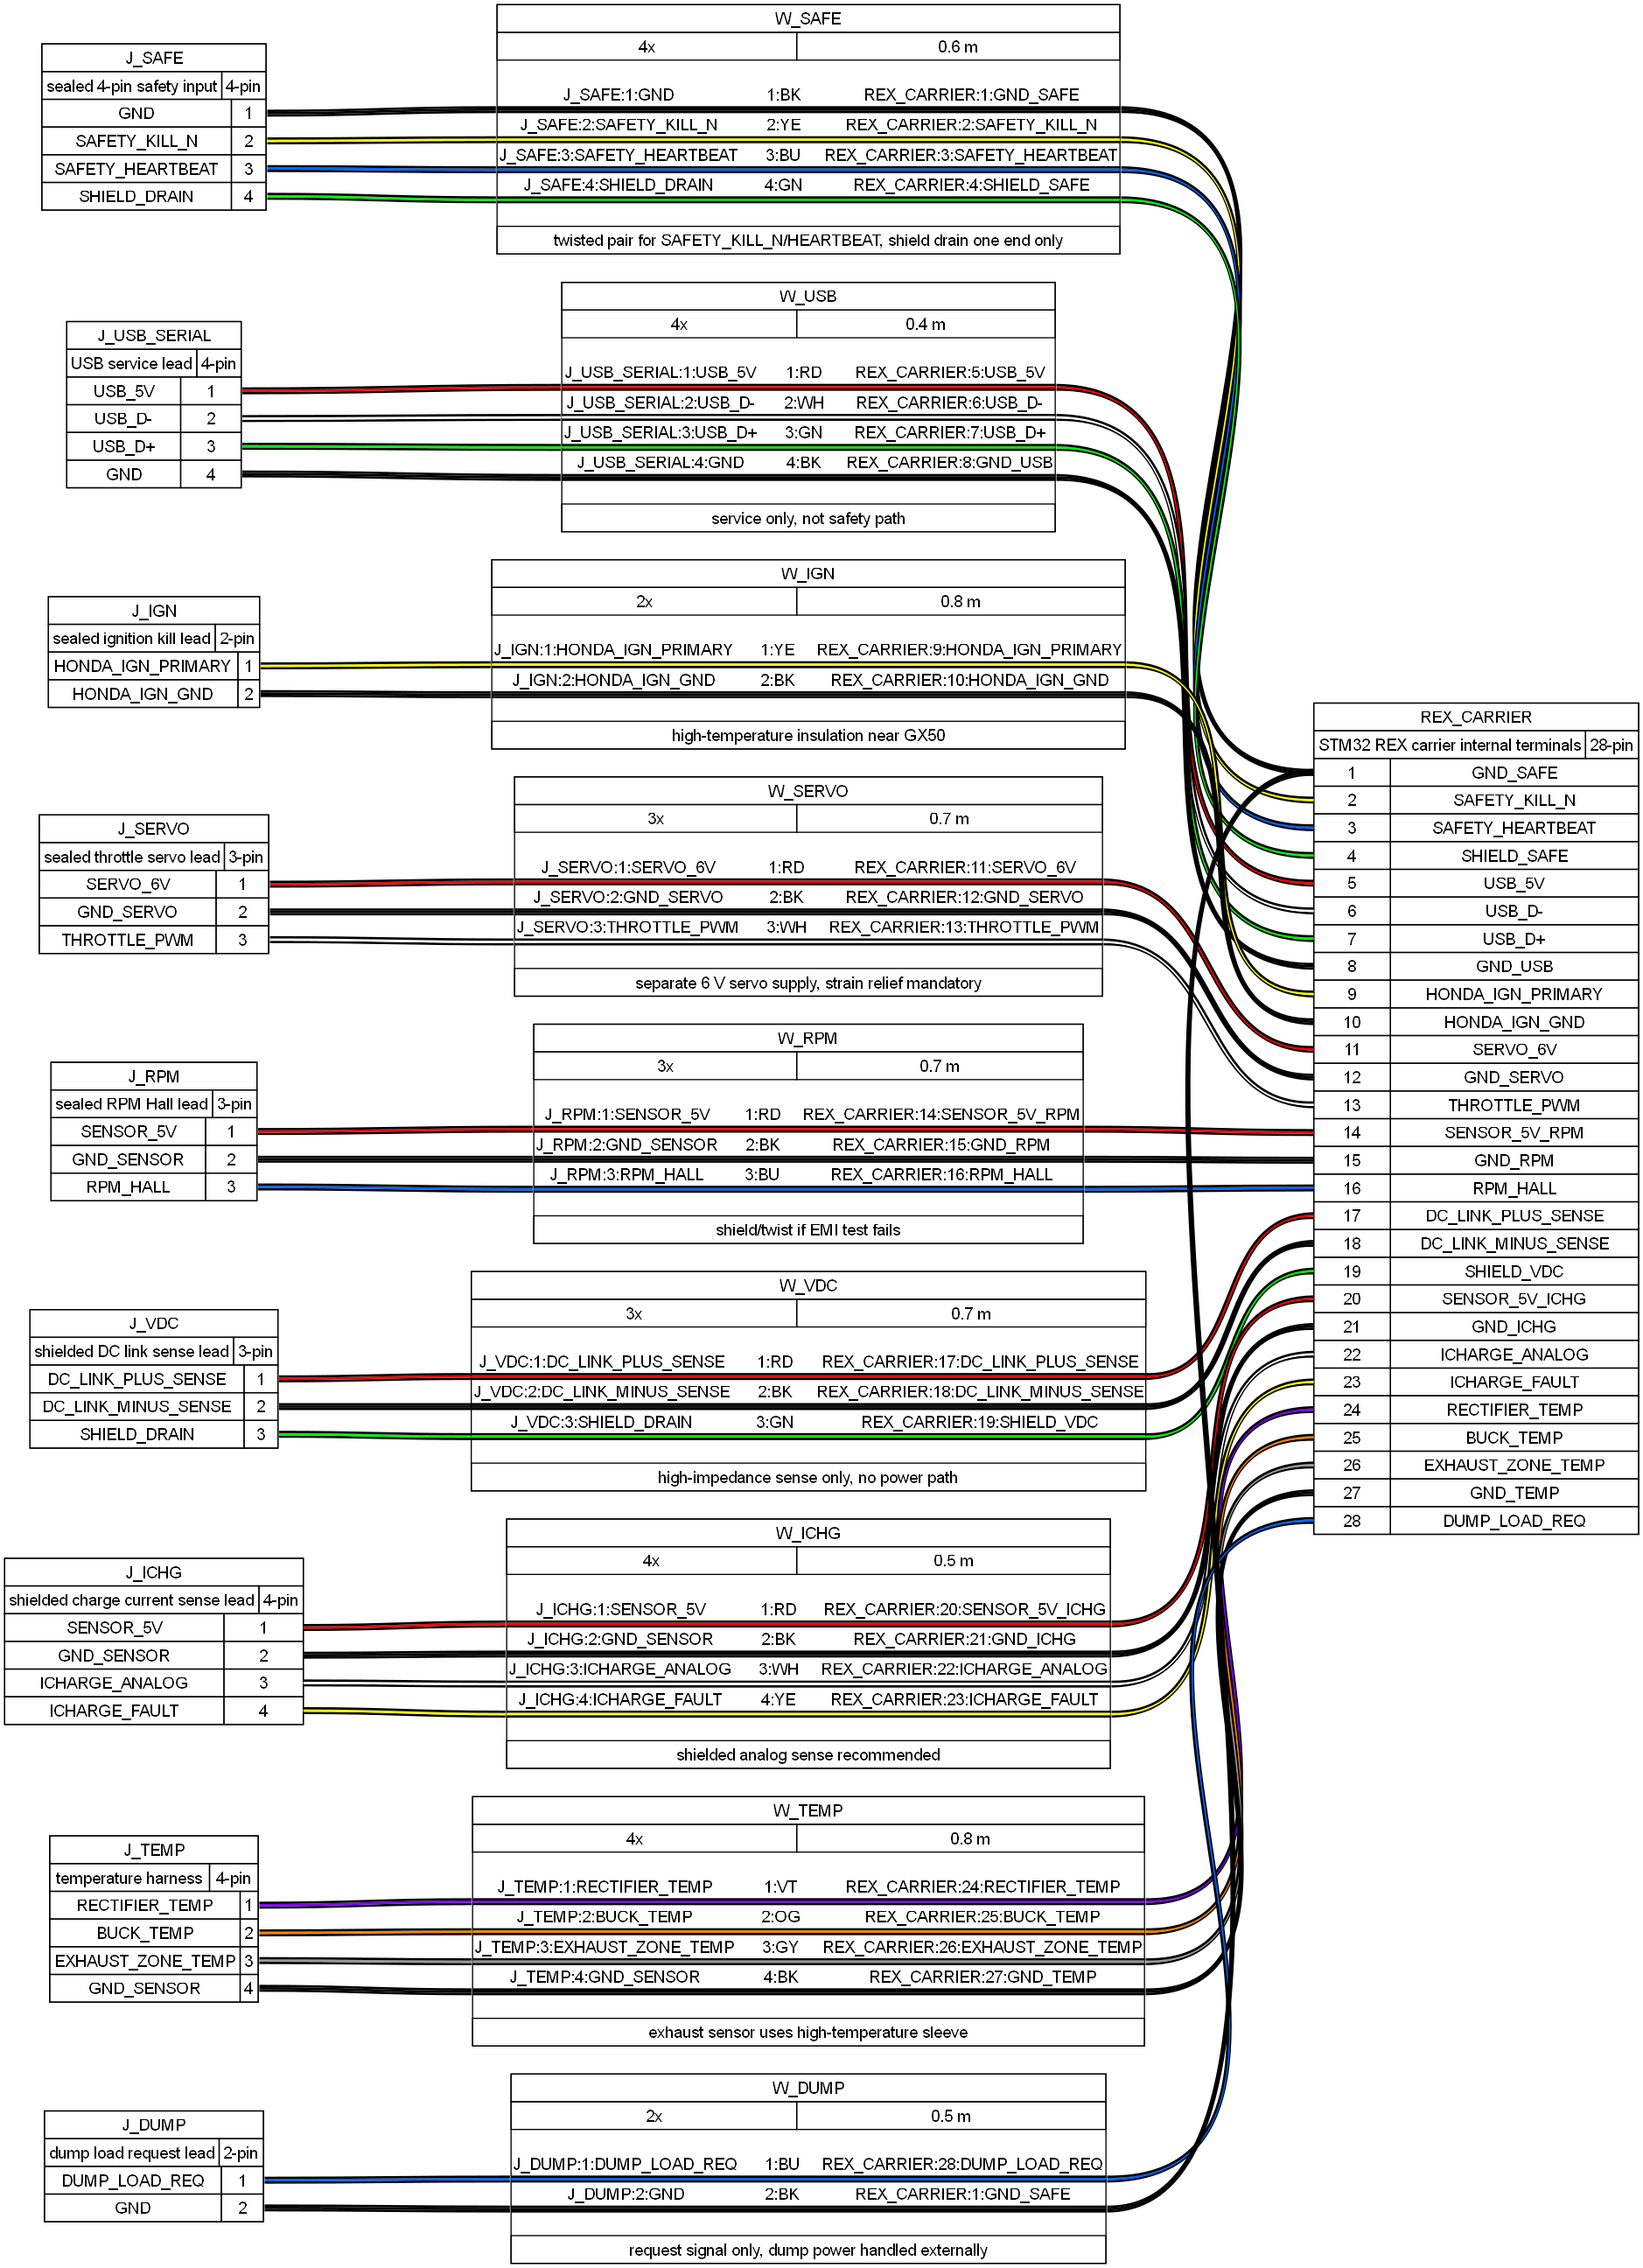 J_SAFE
sealed 4-pin safety input 4-pin
GND 1
SAFETY_KILL_N 2
SAFETY_HEARTBEAT 3
SHIELD_DRAIN 4
W_SAFE
4x 0.6 m
J_SAFE:1:GND 1:BK REX_CARRIER:1:GND_SAFE
J_SAFE:2:SAFETY_KILL_N 2:YE REX_CARRIER:2:SAFETY_KILL_N
J_SAFE:3:SAFETY_HEARTBEAT 3:BU REX_CARRIER:3:SAFETY_HEARTBEAT
J_SAFE:4:SHIELD_DRAIN 4:GN REX_CARRIER:4:SHIELD_SAFE
twisted pair for SAFETY_KILL_N/HEARTBEAT, shield drain one end only
J_USB_SERIAL
USB service lead 4-pin
USB_5V 1
USB_D- 2
USB_D+ 3
GND 4
W_USB
4x 0.4 m
J_USB_SERIAL:1:USB_5V 1:RD REX_CARRIER:5:USB_5V
J_USB_SERIAL:2:USB_D- 2:WH REX_CARRIER:6:USB_D-
J_USB_SERIAL:3:USB_D+ 3:GN REX_CARRIER:7:USB_D+
J_USB_SERIAL:4:GND 4:BK REX_CARRIER:8:GND_USB
service only, not safety path
J_IGN
sealed ignition kill lead 2-pin
HONDA_IGN_PRIMARY 1
HONDA_IGN_GND 2
W_IGN
2x 0.8 m
J_IGN:1:HONDA_IGN_PRIMARY 1:YE REX_CARRIER:9:HONDA_IGN_PRIMARY
J_IGN:2:HONDA_IGN_GND 2:BK REX_CARRIER:10:HONDA_IGN_GND
high-temperature insulation near GX50
J_SERVO
sealed throttle servo lead 3-pin
SERVO_6V 1
GND_SERVO 2
THROTTLE_PWM 3
W_SERVO
3x 0.7 m
J_SERVO:1:SERVO_6V 1:RD REX_CARRIER:11:SERVO_6V
J_SERVO:2:GND_SERVO 2:BK REX_CARRIER:12:GND_SERVO
J_SERVO:3:THROTTLE_PWM 3:WH REX_CARRIER:13:THROTTLE_PWM
separate 6 V servo supply, strain relief mandatory
J_RPM
sealed RPM Hall lead 3-pin
SENSOR_5V 1
GND_SENSOR 2
RPM_HALL 3
W_RPM
3x 0.7 m
J_RPM:1:SENSOR_5V 1:RD REX_CARRIER:14:SENSOR_5V_RPM
J_RPM:2:GND_SENSOR 2:BK REX_CARRIER:15:GND_RPM
J_RPM:3:RPM_HALL 3:BU REX_CARRIER:16:RPM_HALL
shield/twist if EMI test fails
J_VDC
shielded DC link sense lead 3-pin
DC_LINK_PLUS_SENSE 1
DC_LINK_MINUS_SENSE 2
SHIELD_DRAIN 3
W_VDC
3x 0.7 m
J_VDC:1:DC_LINK_PLUS_SENSE 1:RD REX_CARRIER:17:DC_LINK_PLUS_SENSE
J_VDC:2:DC_LINK_MINUS_SENSE 2:BK REX_CARRIER:18:DC_LINK_MINUS_SENSE
J_VDC:3:SHIELD_DRAIN 3:GN REX_CARRIER:19:SHIELD_VDC
high-impedance sense only, no power path
J_ICHG
shielded charge current sense lead 4-pin
SENSOR_5V 1
GND_SENSOR 2
ICHARGE_ANALOG 3
ICHARGE_FAULT 4
W_ICHG
4x 0.5 m
J_ICHG:1:SENSOR_5V 1:RD REX_CARRIER:20:SENSOR_5V_ICHG
J_ICHG:2:GND_SENSOR 2:BK REX_CARRIER:21:GND_ICHG
J_ICHG:3:ICHARGE_ANALOG 3:WH REX_CARRIER:22:ICHARGE_ANALOG
J_ICHG:4:ICHARGE_FAULT 4:YE REX_CARRIER:23:ICHARGE_FAULT
shielded analog sense recommended
J_TEMP
temperature harness 4-pin
RECTIFIER_TEMP 1
BUCK_TEMP 2
EXHAUST_ZONE_TEMP 3
GND_SENSOR 4
W_TEMP
4x 0.8 m
J_TEMP:1:RECTIFIER_TEMP 1:VT REX_CARRIER:24:RECTIFIER_TEMP
J_TEMP:2:BUCK_TEMP 2:OG REX_CARRIER:25:BUCK_TEMP
J_TEMP:3:EXHAUST_ZONE_TEMP 3:GY REX_CARRIER:26:EXHAUST_ZONE_TEMP
J_TEMP:4:GND_SENSOR 4:BK REX_CARRIER:27:GND_TEMP
exhaust sensor uses high-temperature sleeve
J_DUMP
dump load request lead 2-pin
DUMP_LOAD_REQ 1
GND 2
W_DUMP
2x 0.5 m
J_DUMP:1:DUMP_LOAD_REQ 1:BU REX_CARRIER:28:DUMP_LOAD_REQ
J_DUMP:2:GND 2:BK REX_CARRIER:1:GND_SAFE
request signal only, dump power handled externally
REX_CARRIER
STM32 REX carrier internal terminals 28-pin
1 GND_SAFE
2 SAFETY_KILL_N
3 SAFETY_HEARTBEAT
4 SHIELD_SAFE
5 USB_5V
6 USB_D-
7 USB_D+
8 GND_USB
9 HONDA_IGN_PRIMARY
10 HONDA_IGN_GND
11 SERVO_6V
12 GND_SERVO
13 THROTTLE_PWM
14 SENSOR_5V_RPM
15 GND_RPM
16 RPM_HALL
17 DC_LINK_PLUS_SENSE
18 DC_LINK_MINUS_SENSE
19 SHIELD_VDC
20 SENSOR_5V_ICHG
21 GND_ICHG
22 ICHARGE_ANALOG
23 ICHARGE_FAULT
24 RECTIFIER_TEMP
25 BUCK_TEMP
26 EXHAUST_ZONE_TEMP
27 GND_TEMP
28 DUMP_LOAD_REQ